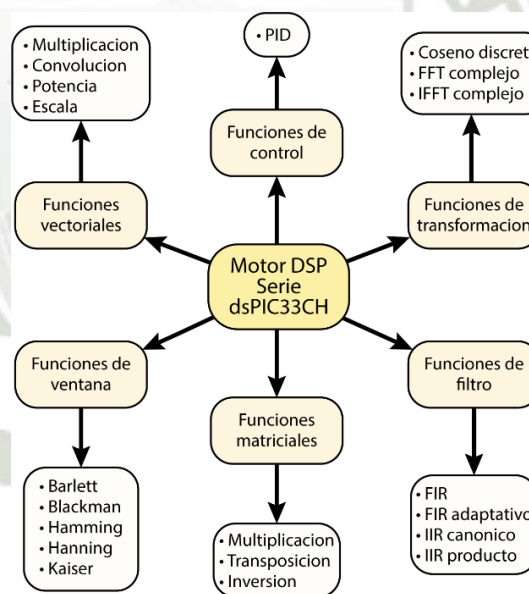 • Multiplicacion
• Convolucion
• Potencia
• Escala
• PID
• Coseno discret
• FFT complejo
• IFFT complejo
Funciones
vectoriales
Funciones de
control
Funciones de
transformacion
Motor DSP
Serie
dsPIC33CH
Funciones de
ventana
Funciones
matriciales
Funciones de
filtro
• Barlett
• Blackman
• Hamming
• Hanning
• Kaiser
• Multiplicacion
• Transposicion
• Inversion
• FIR
• FIR adaptativo
• IIR canonico
• IIR producto